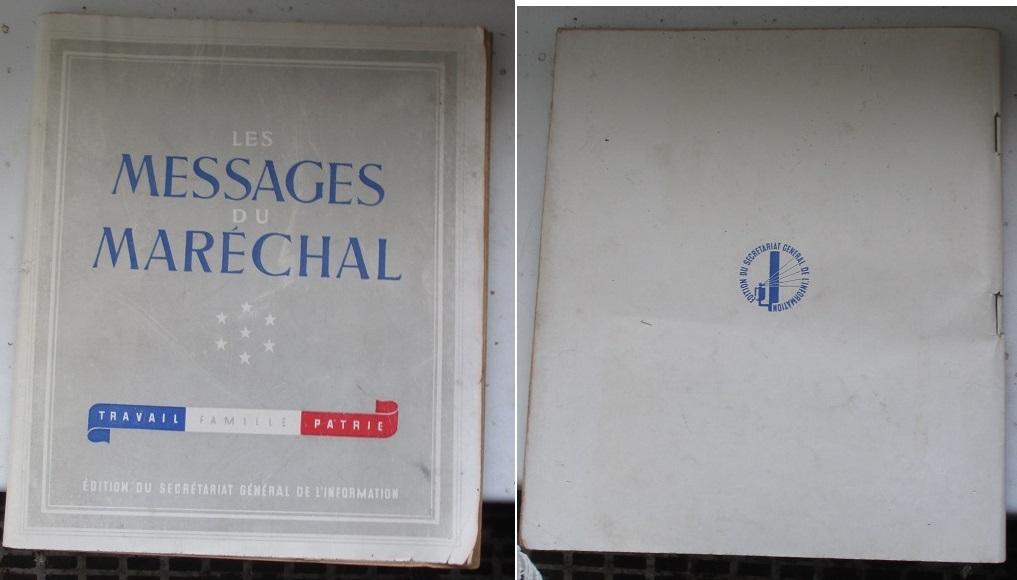 LES
MESSAGES
DU
MARÉCHAL
TRAVAIL FAMILLE PATRIE
ÉDITION DU SECRÉTARIAT GÉNÉRAL DE L'INFORMATION
ÉDITION DU SECRÉTARIAT GÉNÉRAL DE L'INFORMATION